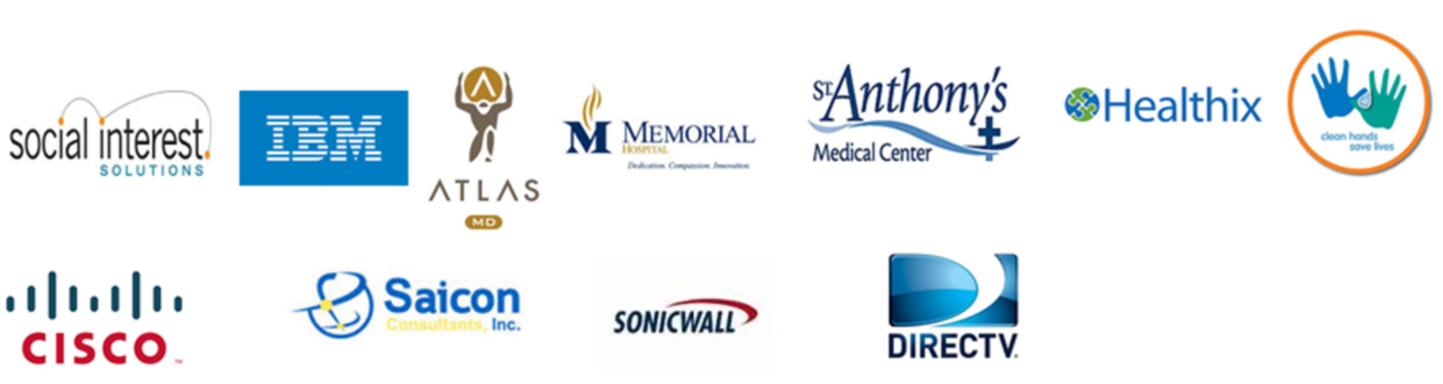 social interest.
SOLUTIONS
IBM
ATLAS
MD
M MEMORIAL
HOSPITAL
Dedication. Compassion. Innovation.
ST. Anthony's
Medical Center
Healthix
clean hands
save lives
CISCO™
Saicon
Consultants, Inc.
SONICWALL
DIRECTV.